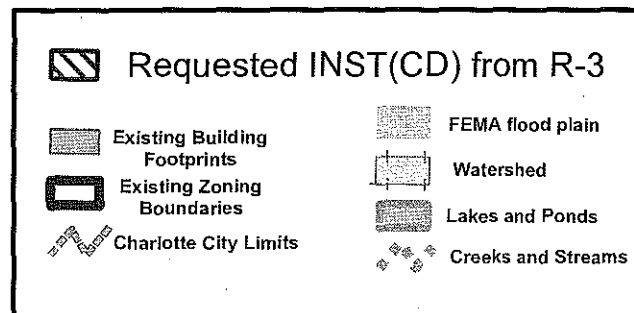 Requested INST(CD) from R-3
Existing Building
Footprints
Existing Zoning
Boundaries
Charlotte City Limits
FEMA flood plain
Watershed
Lakes and Ponds
Creeks and Streams